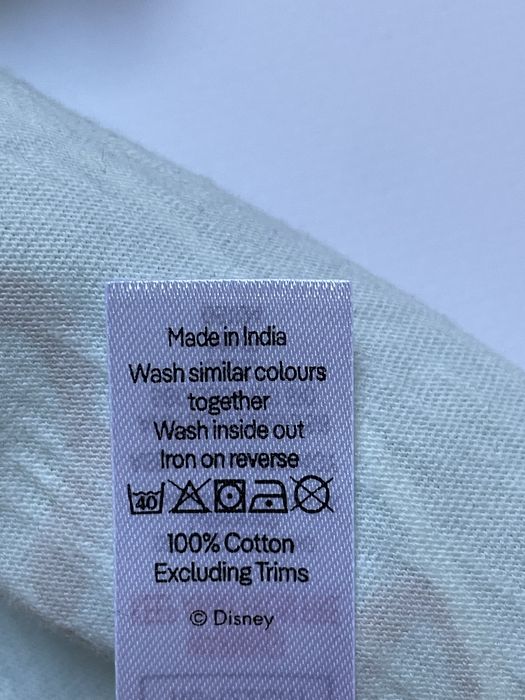 Made in India
Wash similar colours
together
Wash inside out
Iron on reverse
40
100% Cotton
Excluding Trims
© Disney